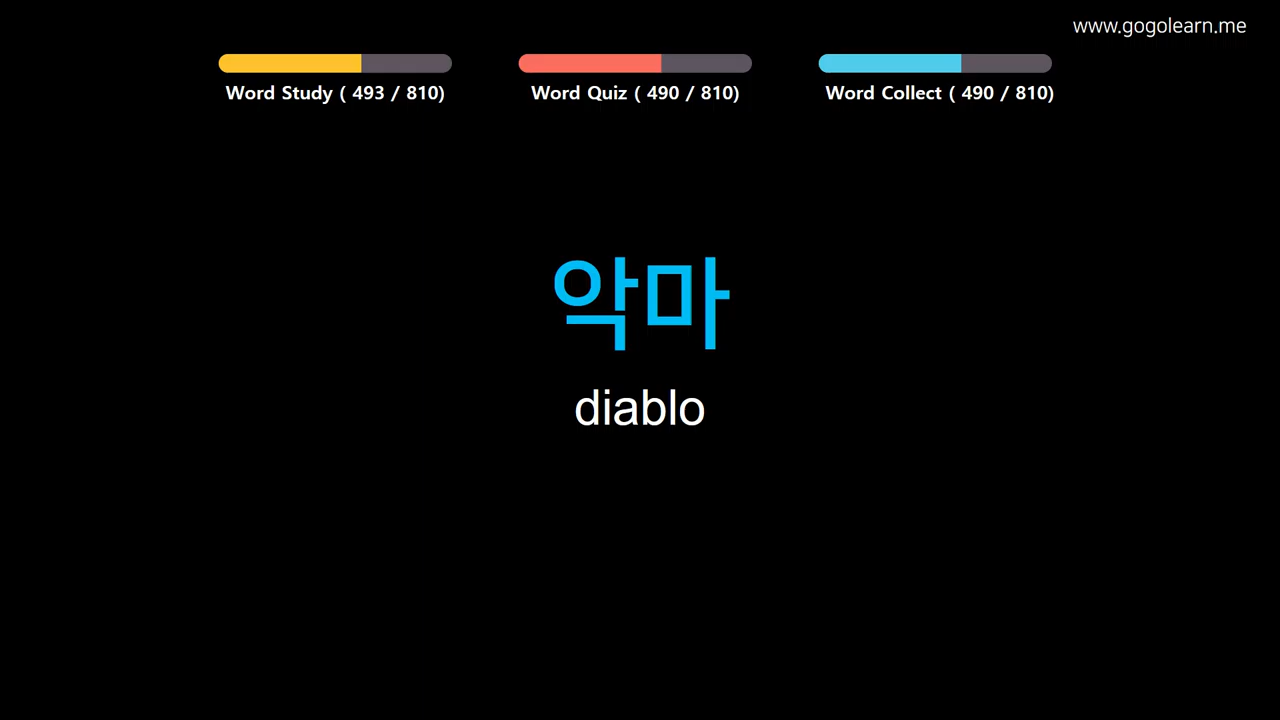 www.gogolearn.me
Word Study ( 493 / 810)
Word Quiz ( 490 / 810)
Word Collect ( 490 / 810)
악마
diablo